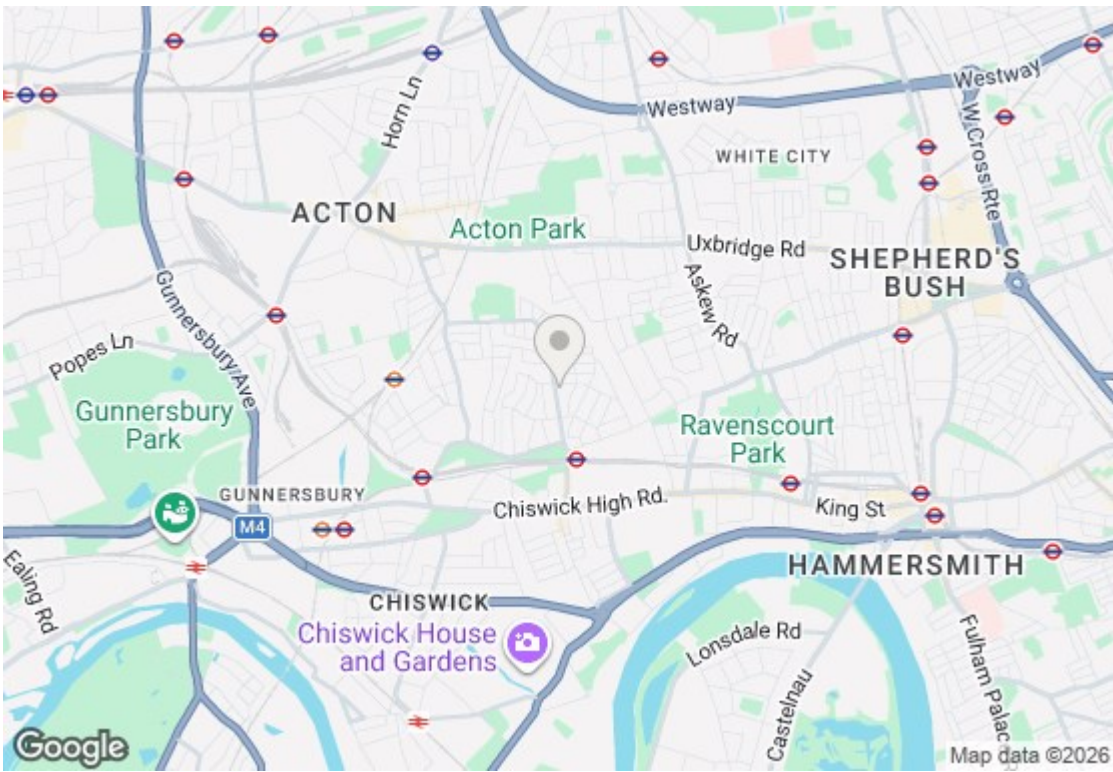 Horn Ln
Westway
Westway
W Cross Rte
WHITE CITY
ACTON
Acton Park
Uxbridge Rd
SHEPHERD'S
BUSH
Gunnersbury Ave
Askew Rd
Popes Ln
Gunnersbury
Park
Ravenscourt
Park
GUNNERSBURY
Chiswick High Rd.
King St
M4
HAMMERSMITH
Ealing Rd
CHISWICK
Chiswick House
and Gardens
Lonsdale Rd
Fulham Palac
Castelnau
Google
Map data ©2026